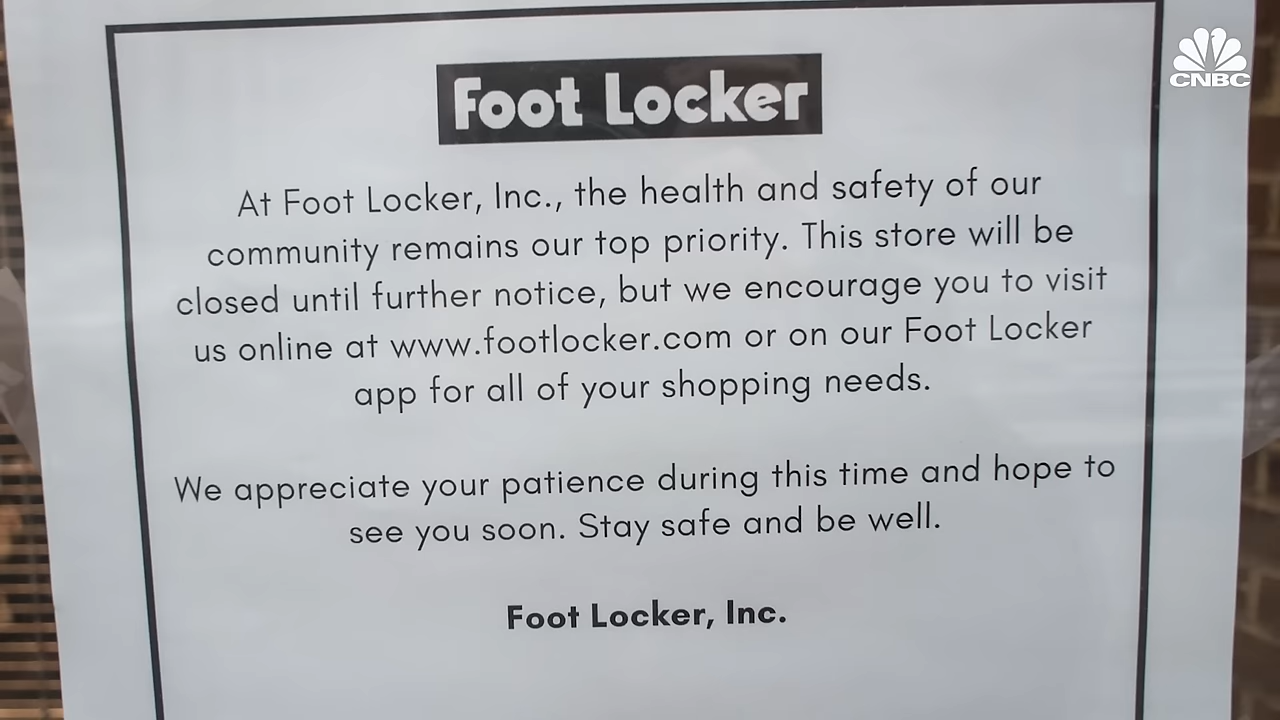 CNBC
Foot Locker
At Foot Locker, Inc., the health and safety of our
community remains our top priority. This store will be
closed until further notice, but we encourage you to visit
us online at www.footlocker.com or on our Foot Locker
app for all of your shopping needs.
We appreciate your patience during this time and hope to
see you soon. Stay safe and be well.
Foot Locker, Inc.